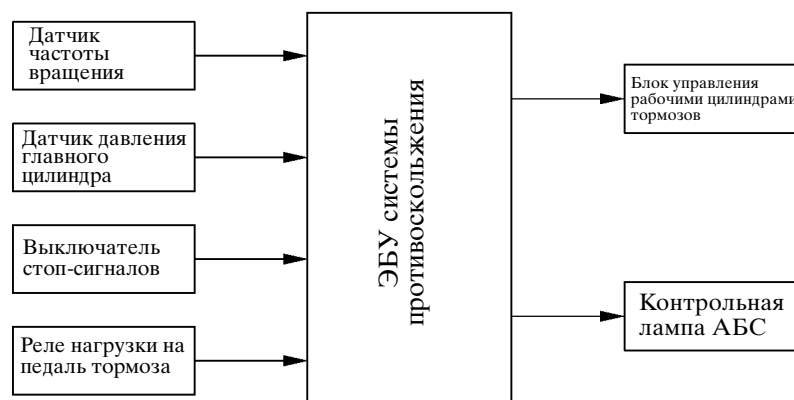 Датчик
частоты
вращения
Датчик давления
главного
цилиндра
Выключатель
стоп-сигналов
Реле нагрузки на
педаль тормоза
ЭБУ системы
противоскольжения
Блок управления
рабочими цилиндрами
тормозов
Контрольная
лампа АБС